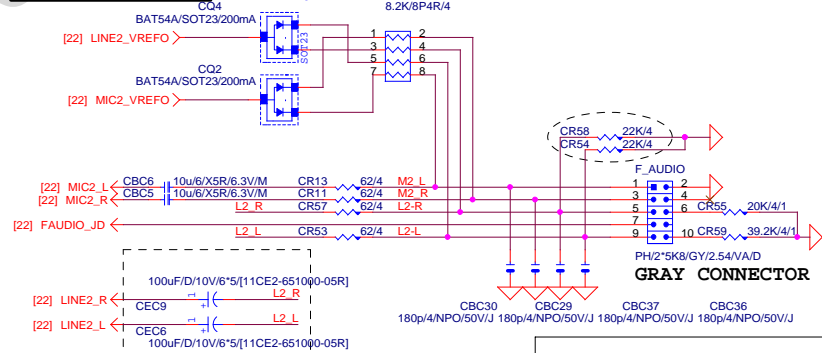 CQ4
BAT54A/SOT23/200mA
8.2K/8P4R/4
[22] LINE2_VREFO
SOT23
1 2
3 4
5 6
7 8
CQ2
BAT54A/SOT23/200mA
[22] MIC2_VREFO
CR58 22K/4
CR54 22K/4
F_AUDIO
[22] MIC2_L CBC6 10u/6/X5R/6.3V/M CR13 62/4 M2_L 1 2
[22] MIC2_R CBC5 10u/6/X5R/6.3V/M CR11 62/4 M2_R 3 4
L2_R CR57 62/4 L2-R 5 6 CR55 20K/4/1
[22] FAUDIO_JD 7 8
L2_L CR53 62/4 L2-L 9 10 CR59 39.2K/4/1
PH/2*5K8/GY/2.54/VA/D
GRAY CONNECTOR
100uF/D/10V/6*5/[11CE2-651000-05R]
[22] LINE2_R CEC9 1 + L2_R
[22] LINE2_L CEC6 1 + L2_L
100uF/D/10V/6*5/[11CE2-651000-05R]
CBC30 CBC29 CBC37 CBC36
180p/4/NPO/50V/J 180p/4/NPO/50V/J 180p/4/NPO/50V/J 180p/4/NPO/50V/J